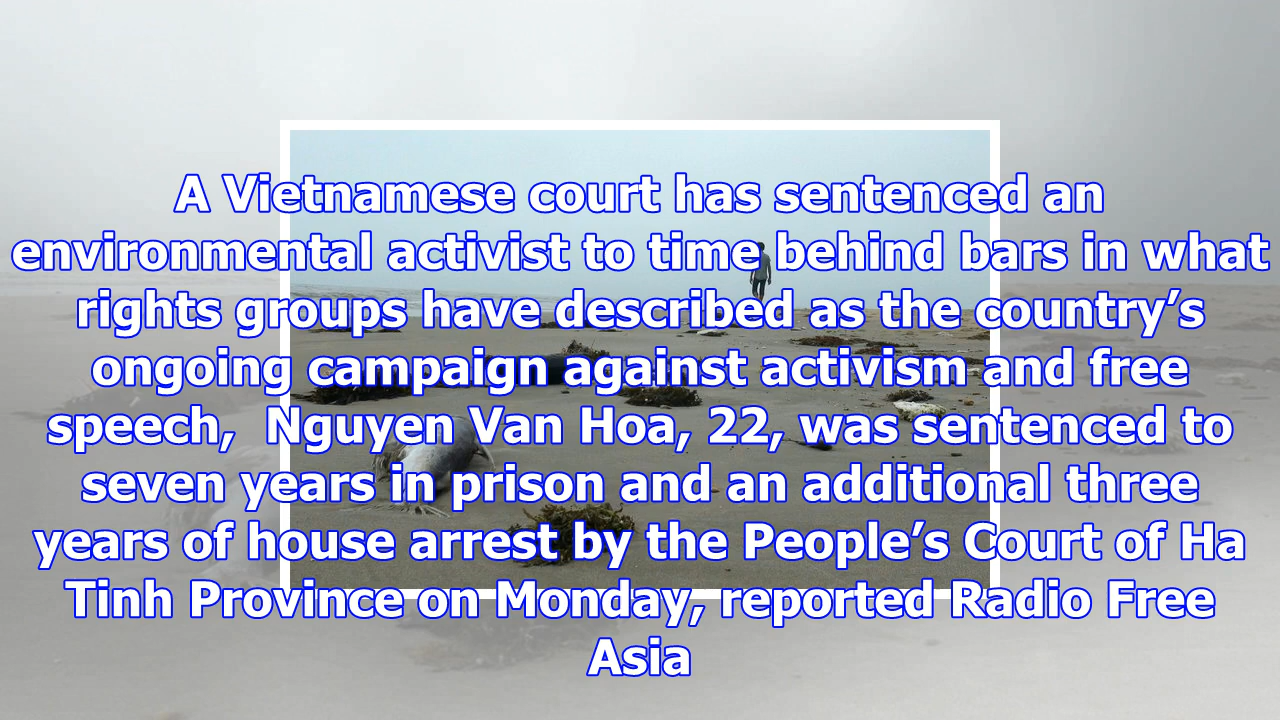 A Vietnamese court has sentenced an
environmental activist to time behind bars in what
rights groups have described as the country’s
ongoing campaign against activism and free
speech,  Nguyen Van Hoa, 22, was sentenced to
seven years in prison and an additional three
years of house arrest by the People’s Court of Ha
Tinh Province on Monday, reported Radio Free
Asia